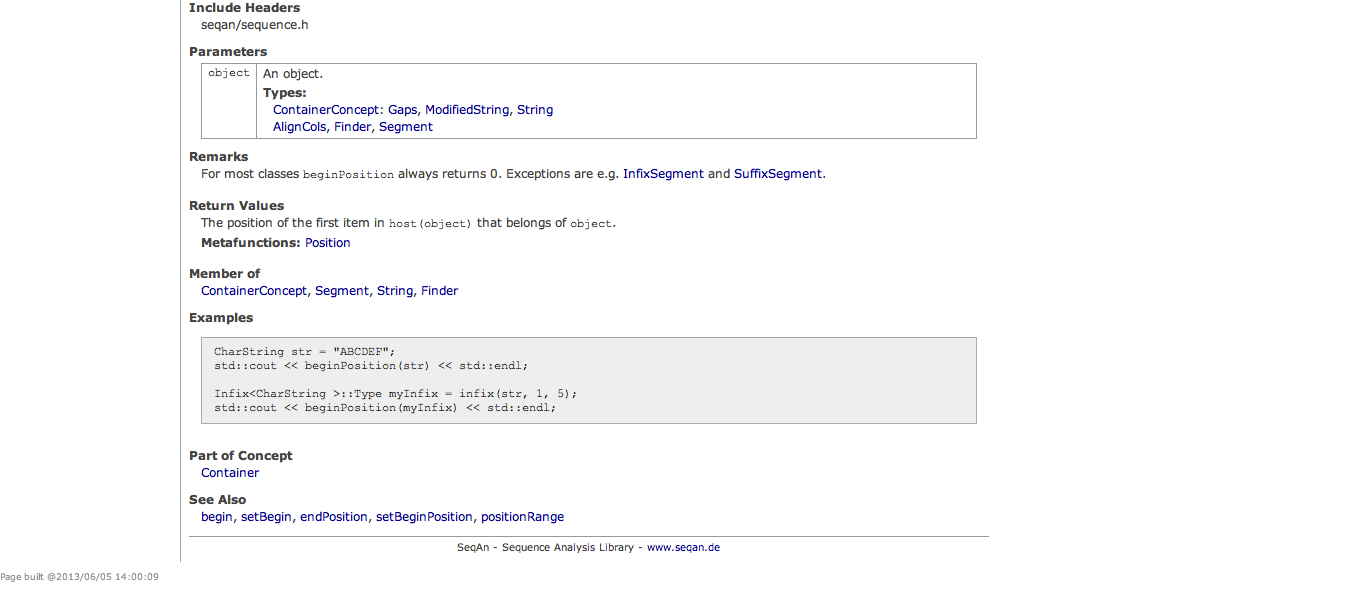 Include Headers
seqan/sequence.h
Parameters
object An object.
Types:
ContainerConcept: Gaps, ModifiedString, String
AlignCols, Finder, Segment
Remarks
For most classes beginPosition always returns 0. Exceptions are e.g. InfixSegment and SuffixSegment.
Return Values
The position of the first item in host(object) that belongs of object.
Metafunctions: Position
Member of
ContainerConcept, Segment, String, Finder
Examples
CharString str = "ABCDEF";
std::cout << beginPosition(str) << std::endl;
Infix<CharString >::Type myInfix = infix(str, 1, 5);
std::cout << beginPosition(myInfix) << std::endl;
Part of Concept
Container
See Also
begin, setBegin, endPosition, setBeginPosition, positionRange
SeqAn - Sequence Analysis Library - www.seqan.de
Page built @2013/06/05 14:00:09